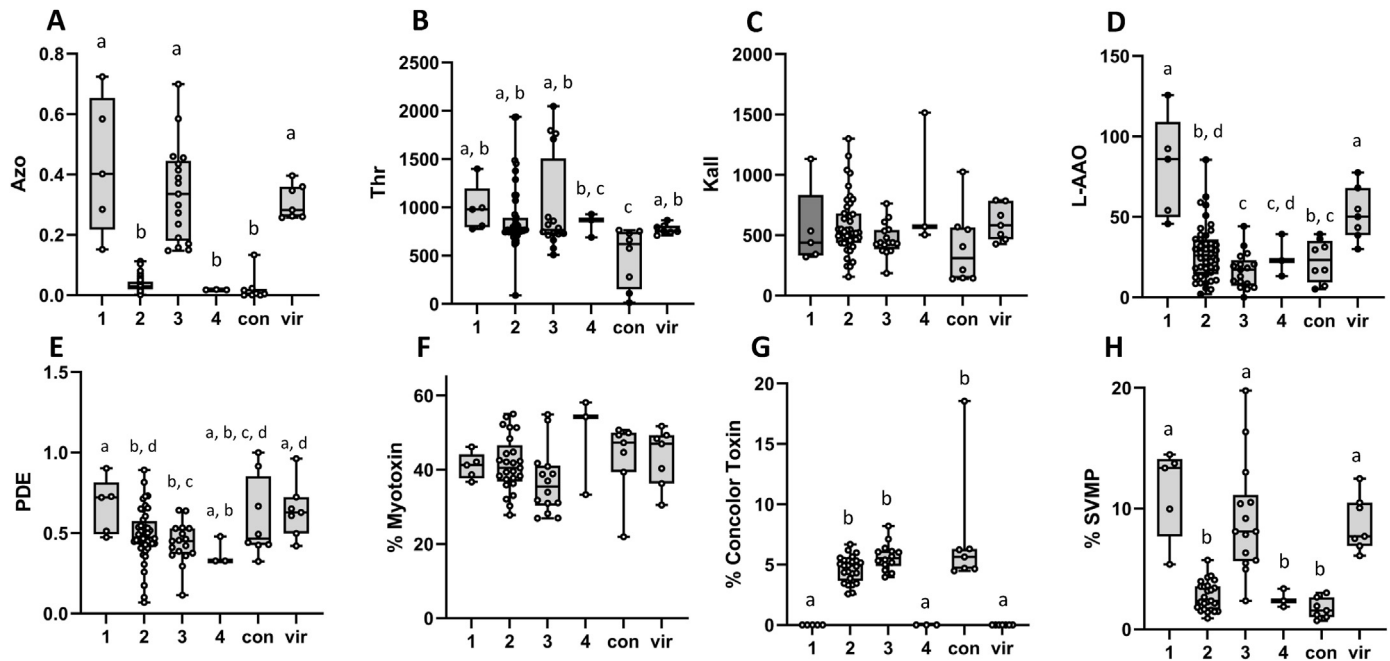 A
Azo
0.8
0.6
0.4
0.2
0.0
a
b
a
b
b
a
1 2 3 4 con vir
B
Thr
2500
2000
1500
1000
500
0
a, b
a, b
a, b
b, c
c
a, b
1 2 3 4 con vir
C
Kall
2000
1500
1000
500
0
1 2 3 4 con vir
D
L-AAO
150
100
50
0
a
b, d
c
c, d
b, c
a
1 2 3 4 con vir
E
PDE
1.5
1.0
0.5
0.0
a
b, d
b, c
a, b
a, b, c, d
a, d
1 2 3 4 con vir
F
% Myotoxin
60
40
20
0
1 2 3 4 con vir
G
% Concolor Toxin
20
15
10
5
0
a
b
b
a
b
a
1 2 3 4 con vir
H
% SVMP
20
10
0
a
b
a
b
b
a
1 2 3 4 con vir